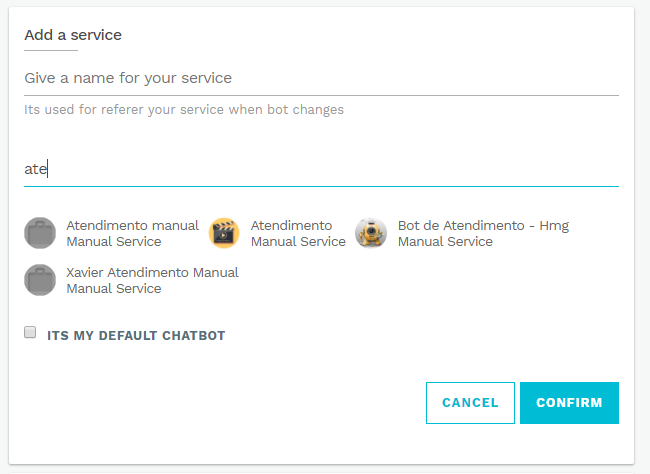 Add a service
Give a name for your service
Its used for referer your service when bot changes
ate
Atendimento manual
Manual Service
Atendimento
Manual Service
Bot de Atendimento - Hmg
Manual Service
Xavier Atendimento Manual
Manual Service
ITS MY DEFAULT CHATBOT
CANCEL
CONFIRM